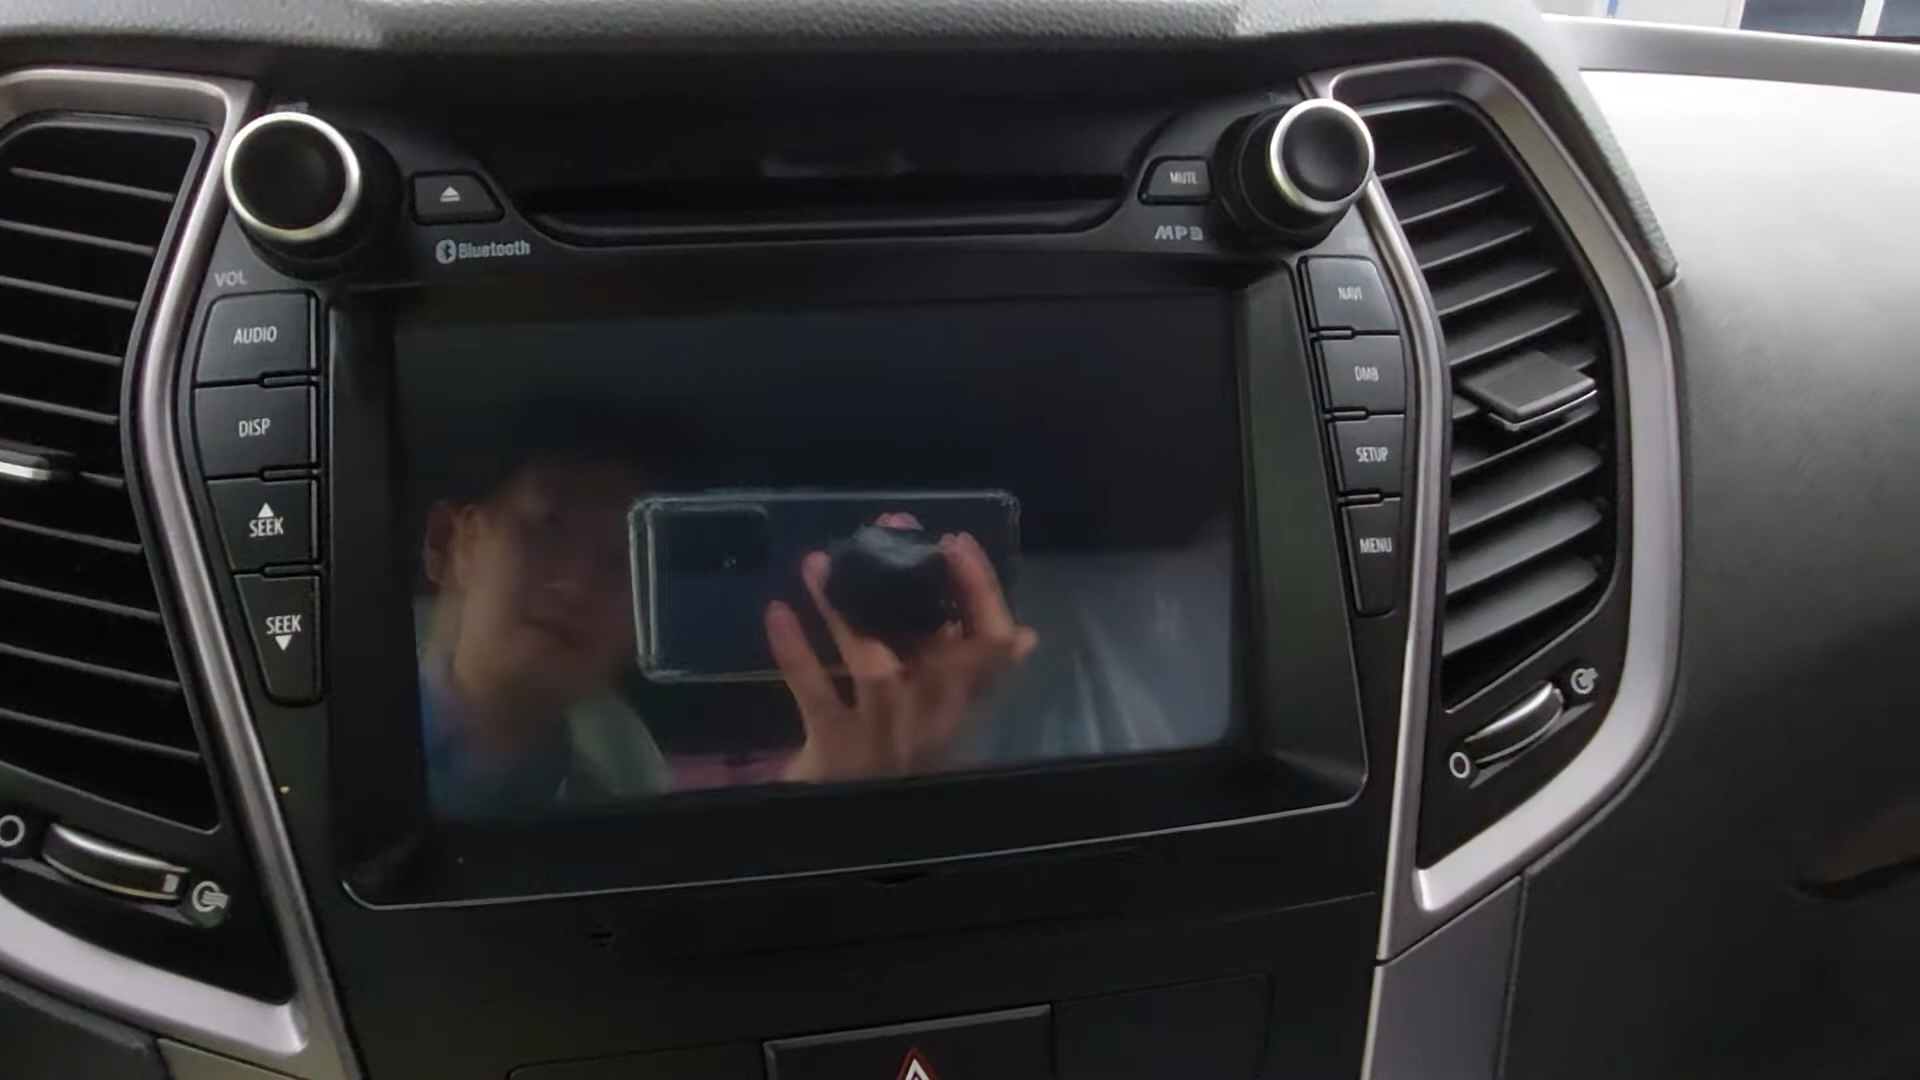 MUTE
Bluetooth
MP3
VOL
AUDIO
DISP
SEEK
SEEK
NAVI
DMB
SETUP
MENU